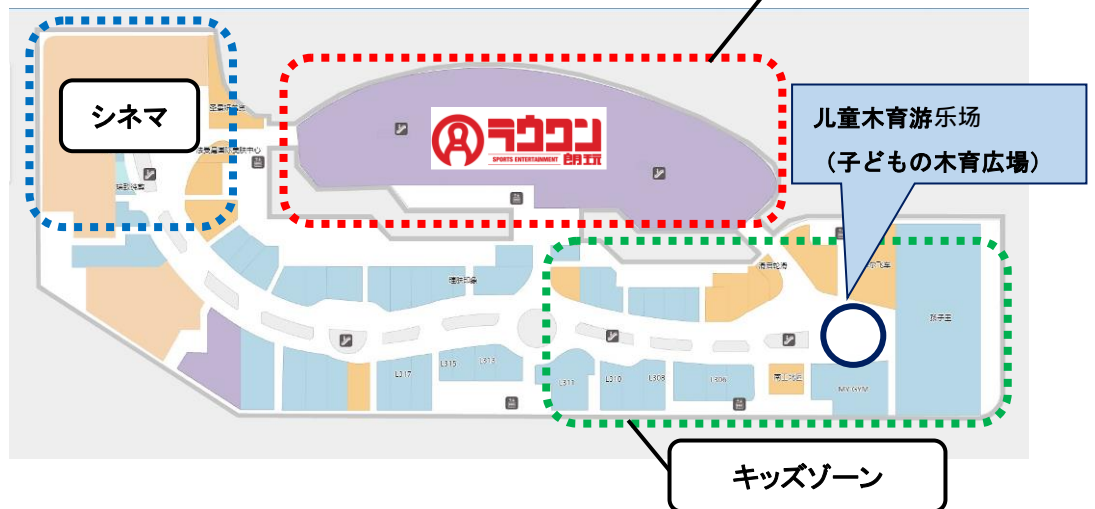 シネマ
ラウワン
SPORTS ENTERTAINMENT 朗玩
儿童木育游乐场
（子どもの木育広場）
孩子王
L317
L315
L313
L311
L310
L308
L306
MY GYM
キッズゾーン